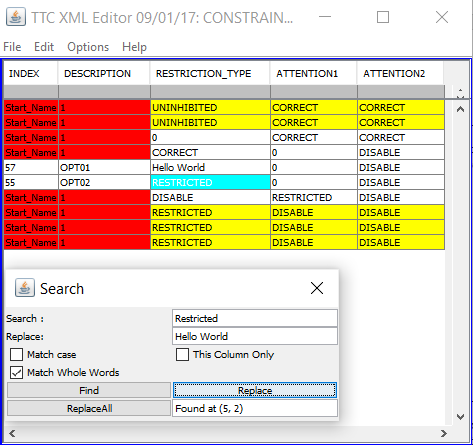 TTC XML Editor 09/01/17: CONSTRAIN...
File Edit Options Help
INDEX DESCRIPTION RESTRICTION_TYPE ATTENTION1 ATTENTION2
Start_Name 1 UNINHIBITED CORRECT CORRECT
Start_Name 1 UNINHIBITED CORRECT CORRECT
Start_Name 1 0 CORRECT CORRECT
Start_Name 1 CORRECT 0 DISABLE
57 OPT01 Hello World 0 DISABLE
55 OPT02 RESTRICTED 0 DISABLE
Start_Name 1 DISABLE RESTRICTED DISABLE
Start_Name 1 RESTRICTED DISABLE DISABLE
Start_Name 1 RESTRICTED DISABLE DISABLE
Start_Name 1 RESTRICTED DISABLE DISABLE
Search
Search : Restricted
Replace: Hello World
Match case This Column Only
Match Whole Words
Find Replace
ReplaceAll Found at (5, 2)